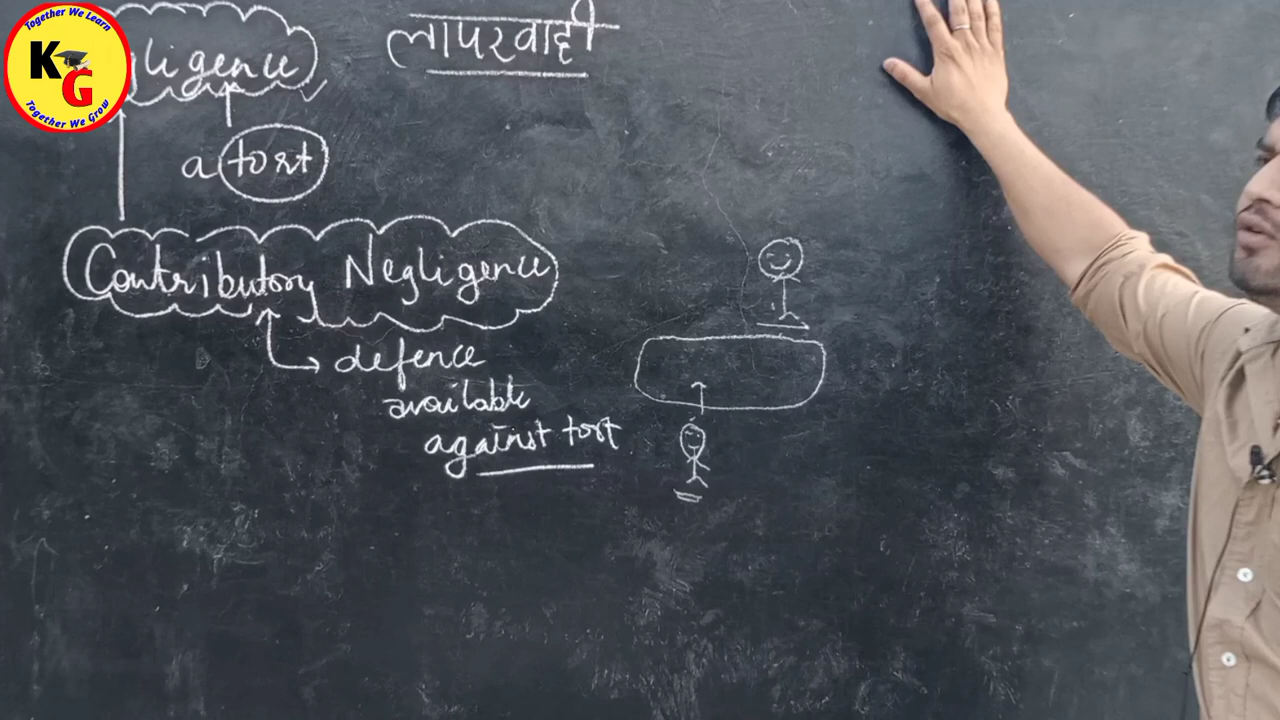 Together We Learn
KG
Together We Grow
ligence
लापरवाही
a tort
Contributory Negligence
defence
available
against tort